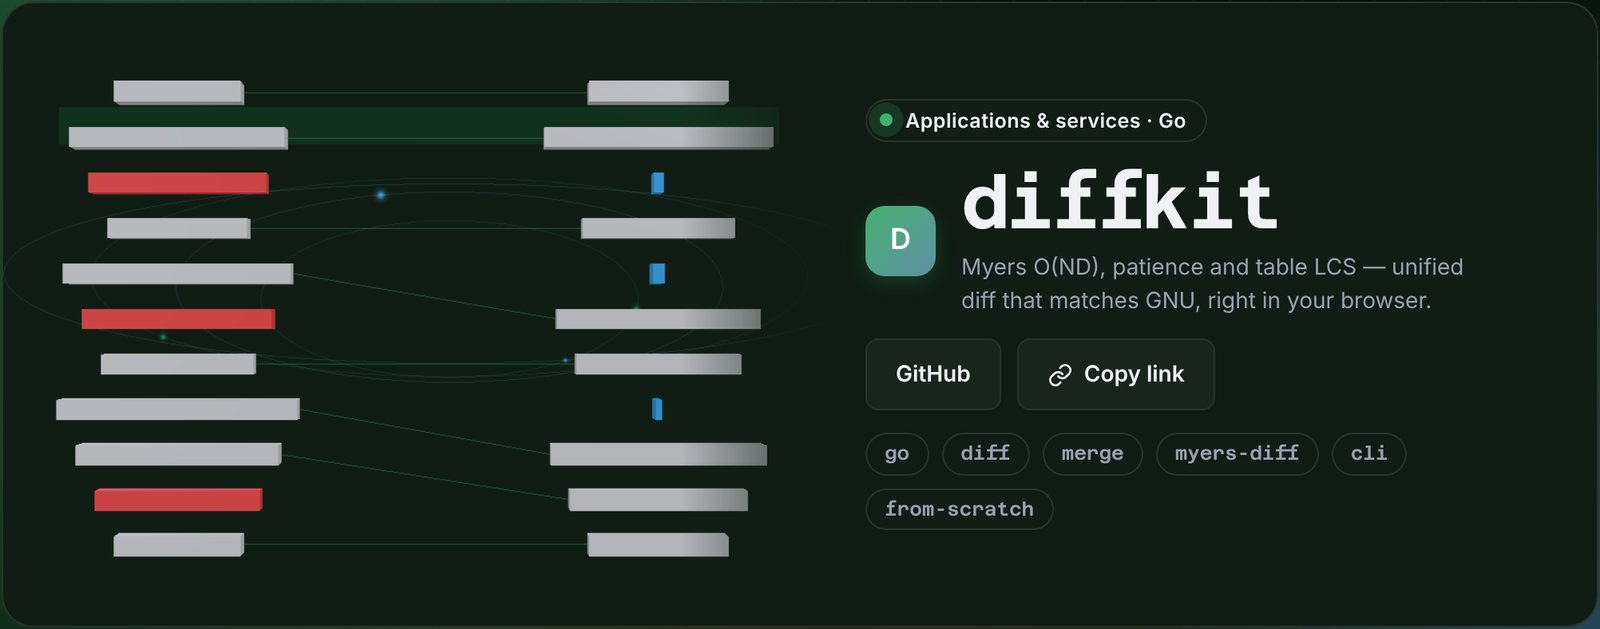 Applications & services · Go
diffkit
D
Myers O(ND), patience and table LCS — unified
diff that matches GNU, right in your browser.
GitHub
Copy link
go
diff
merge
myers-diff
cli
from-scratch